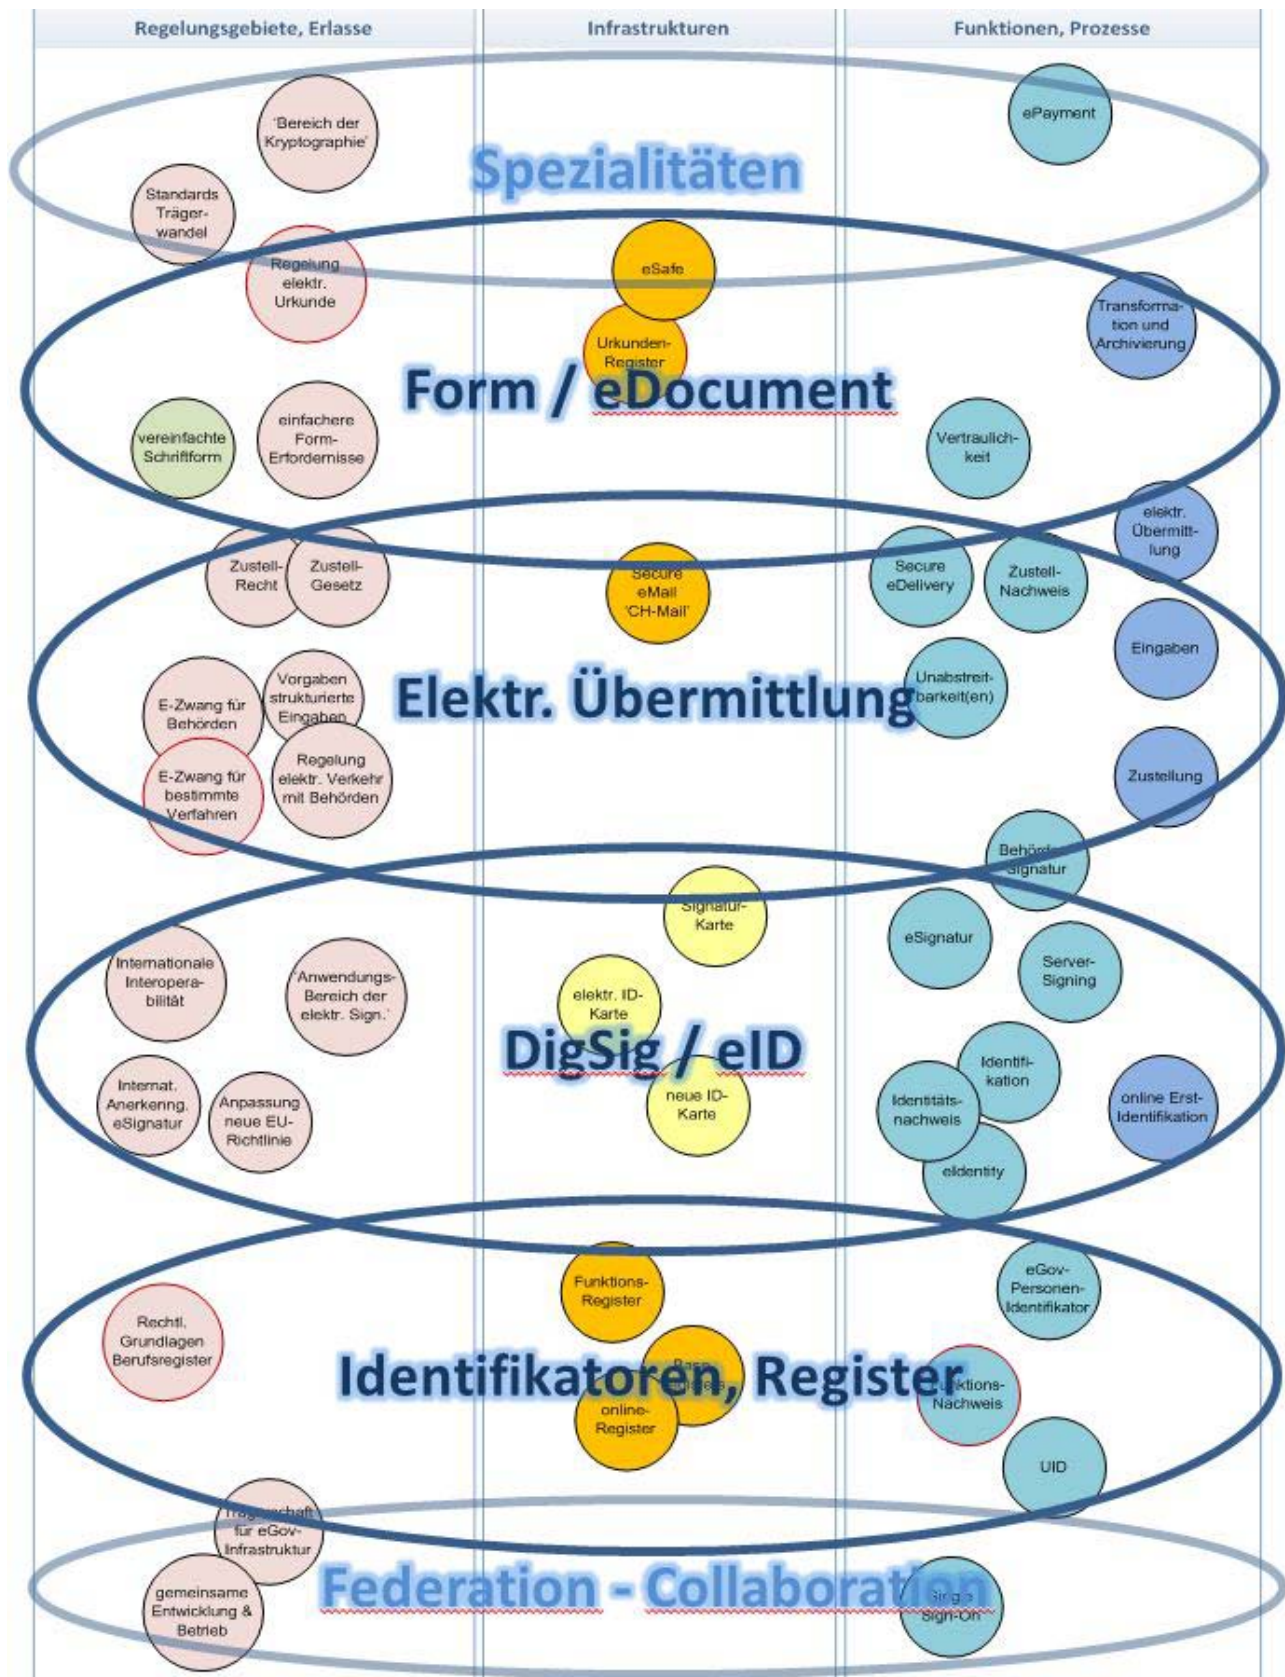 Regelungsgebiete, Erlasse
Infrastrukturen
Funktionen, Prozesse
'Bereich der
Kryptographie'
ePayment
Spezialitäten
Standards
Träger-
wandel
Regelung
elektr.
Urkunde
eSafe
Transforma-
tion und
Archivierung
Urkunden-
Register
Form / eDocument
vereinfachte
Schriftform
einfachere
Form-
Erfordernisse
Vertraulich-
keit
elektr.
Übermitt-
lung
Zustell-
Recht
Zustell-
Gesetz
Secure
eMail
'CH-Mail'
Secure
eDelivery
Zustell-
Nachweis
Eingaben
E-Zwang für
Behörden
Vorgaben
strukturierte
Eingaben
Elektr. Übermittlung
Unabstreit-
barkeit(en)
E-Zwang für
bestimmte
Verfahren
Regelung
elektr. Verkehr
mit Behörden
Zustellung
Signatur
Signatur-
Karte
eSignatur
Server-
Signing
Internationale
Interopera-
bilität
'Anwendungs-
Bereich der
elektr. Sign.'
elektr. ID-
Karte
DigSig / eID
Identifi-
kation
Internat.
Anerkenng.
eSignatur
Anpassung
neue EU-
Richtlinie
neue ID-
Karte
Identitäts-
nachweis
online Erst-
Identifikation
eIdentity
Funktions-
Register
eGov-
Personen-
Identifikator
Rechtl.
Grundlagen
Berufsregister
Identifikatoren, Register
online-
Register
Funktions-
Nachweis
UID
für eGov-
Infrastruktur
Federation - Collaboration
gemeinsame
Entwicklung &
Betrieb
Sign-On